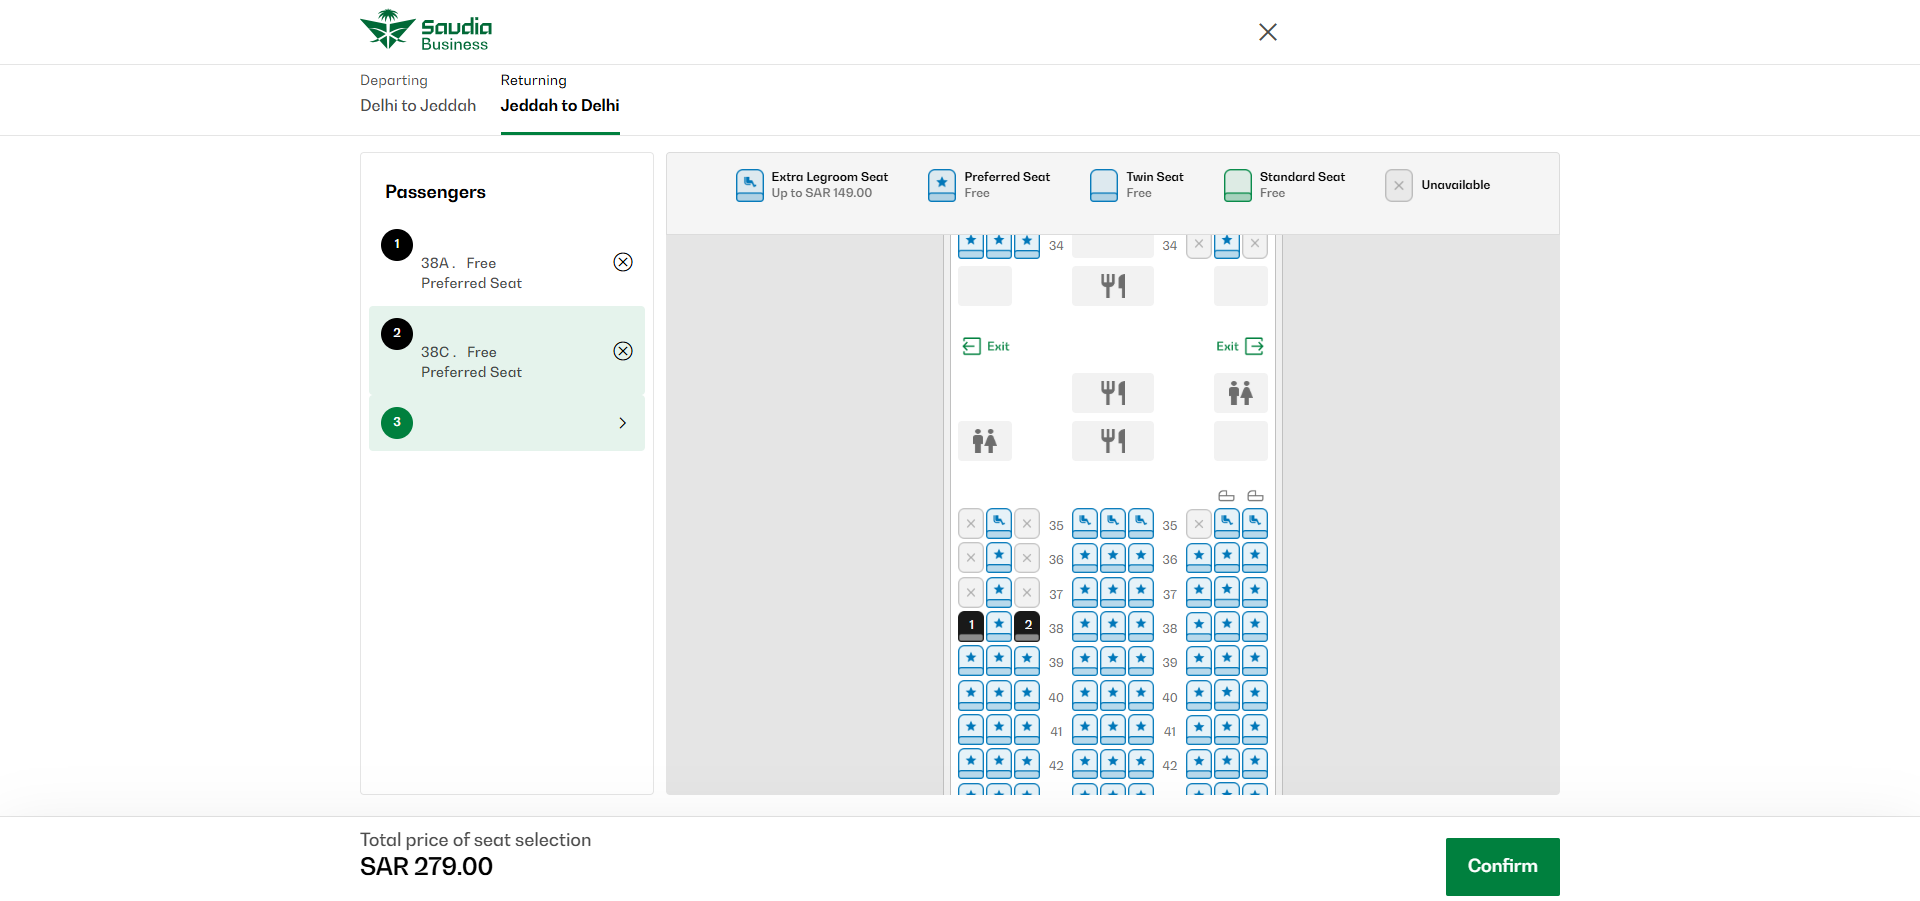 Saudia
Business
Departing
Delhi to Jeddah
Returning
Jeddah to Delhi
Passengers
1
38A . Free
Preferred Seat
2
38C . Free
Preferred Seat
3
Extra Legroom Seat
Up to SAR 149.00
Preferred Seat
Free
Twin Seat
Free
Standard Seat
Free
Unavailable
34 34
Exit Exit
35 35
36 36
37 37
1 2 38 38
39 39
40 40
41 41
42 42
Total price of seat selection
SAR 279.00
Confirm